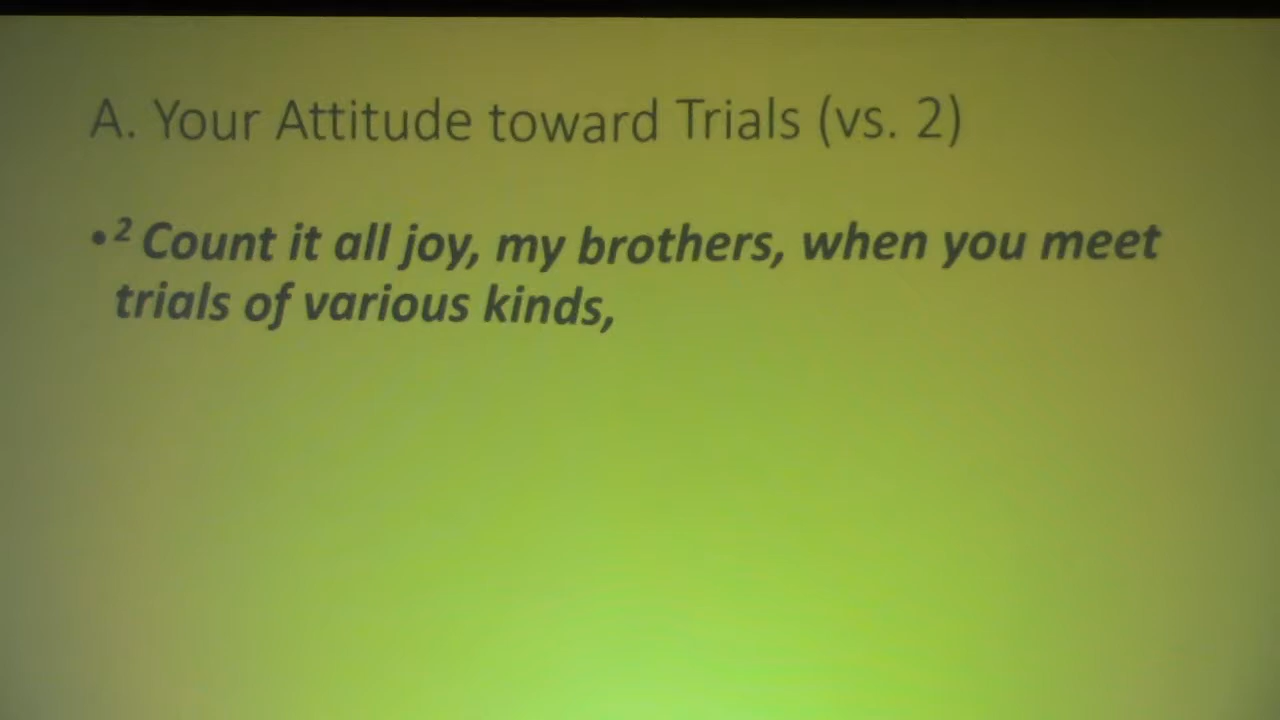 A. Your Attitude toward Trials (vs. 2)
•² Count it all joy, my brothers, when you meet
trials of various kinds,